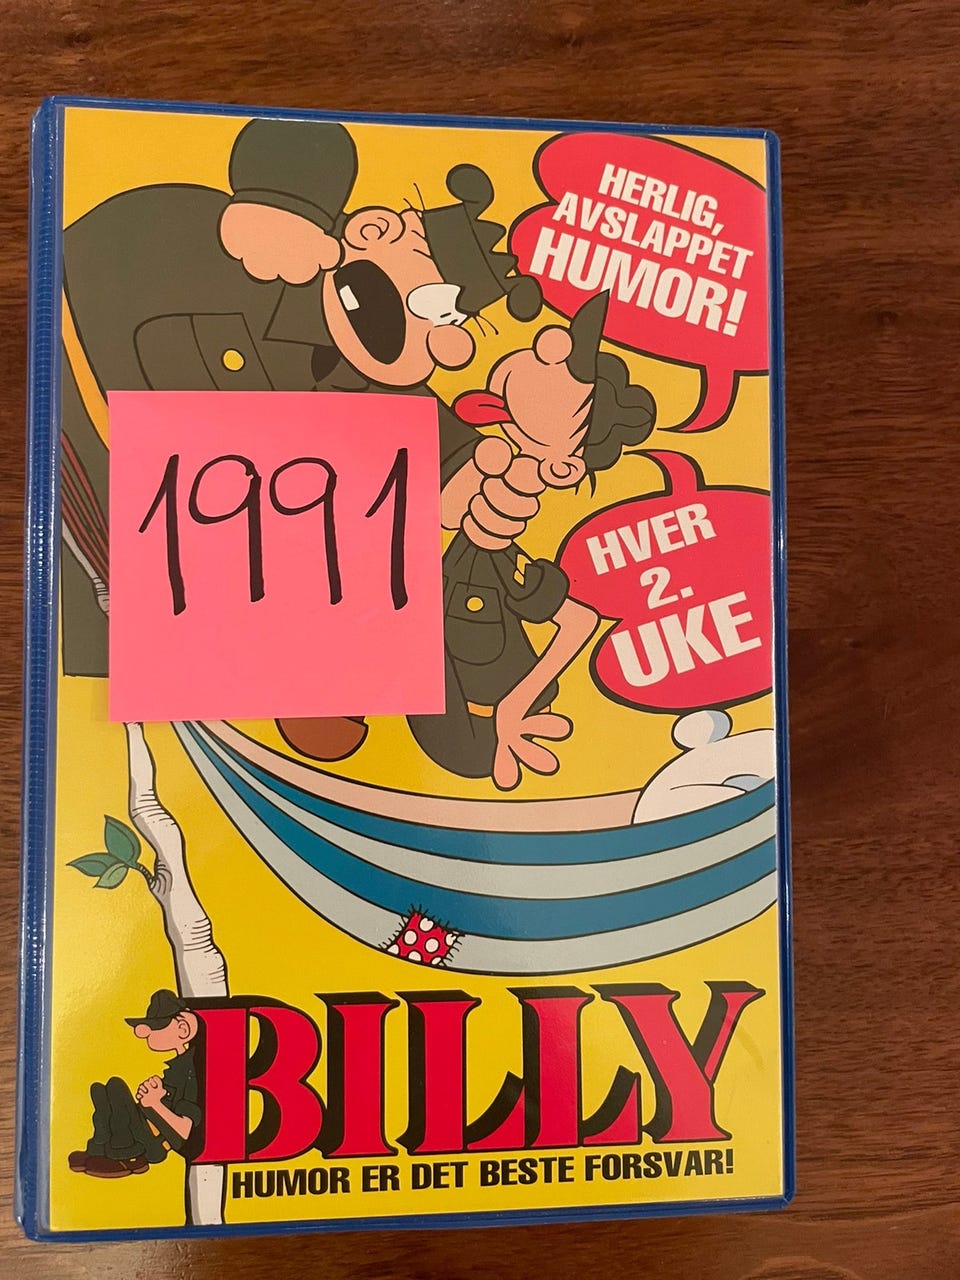 HERLIG,
AVSLAPPET
HUMOR!
1991
HVER
2.
UKE
BILLY
HUMOR ER DET BESTE FORSVAR!